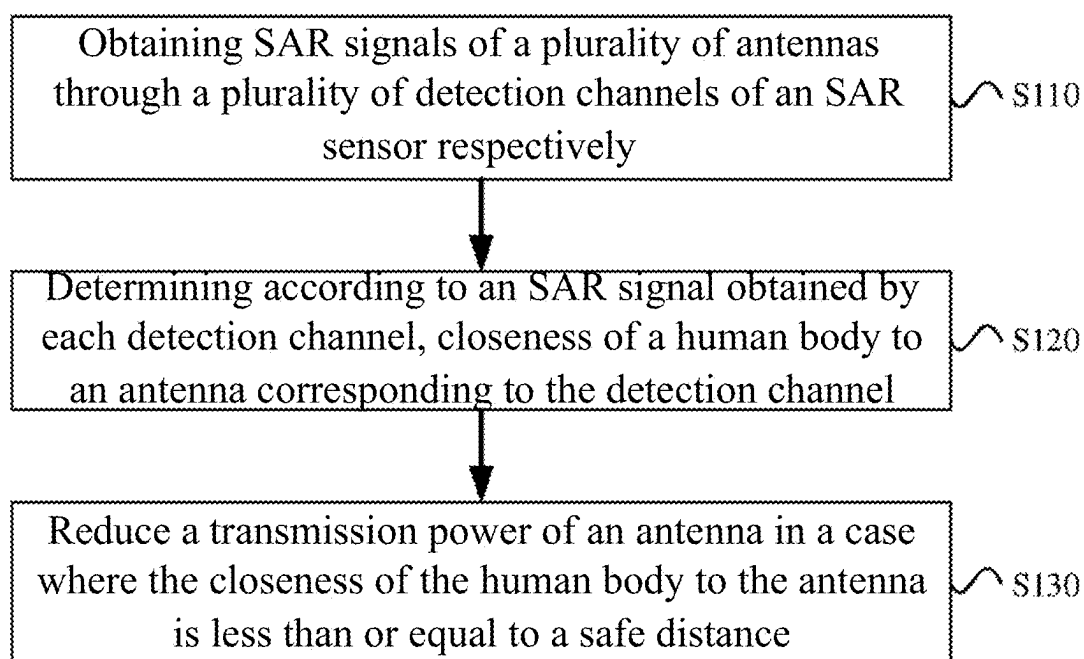 Obtaining SAR signals of a plurality of antennas
through a plurality of detection channels of an SAR
sensor respectively
S110
Determining according to an SAR signal obtained by
each detection channel, closeness of a human body to
an antenna corresponding to the detection channel
S120
Reduce a transmission power of an antenna in a case
where the closeness of the human body to the antenna
is less than or equal to a safe distance
S130